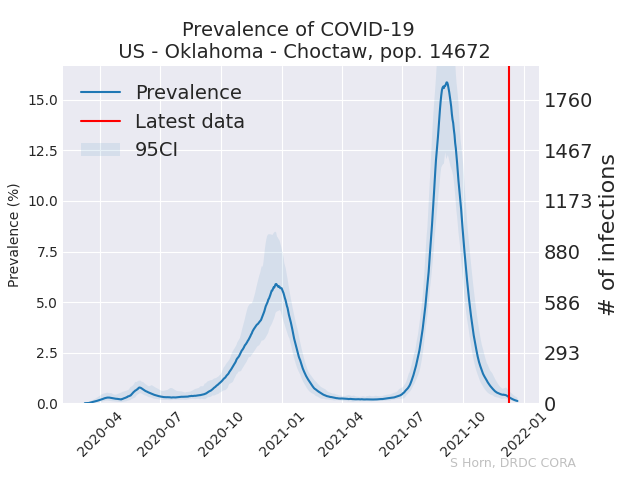 Prevalence of COVID-19
US - Oklahoma - Choctaw, pop. 14672
Prevalence
Latest data
95CI
Prevalence (%)
15.0
12.5
10.0
7.5
5.0
2.5
0.0
1760
1467
1173
880
586
293
0
# of infections
2020-04
2020-07
2020-10
2021-01
2021-04
2021-07
2021-10
2022-01
S Horn, DRDC CORA